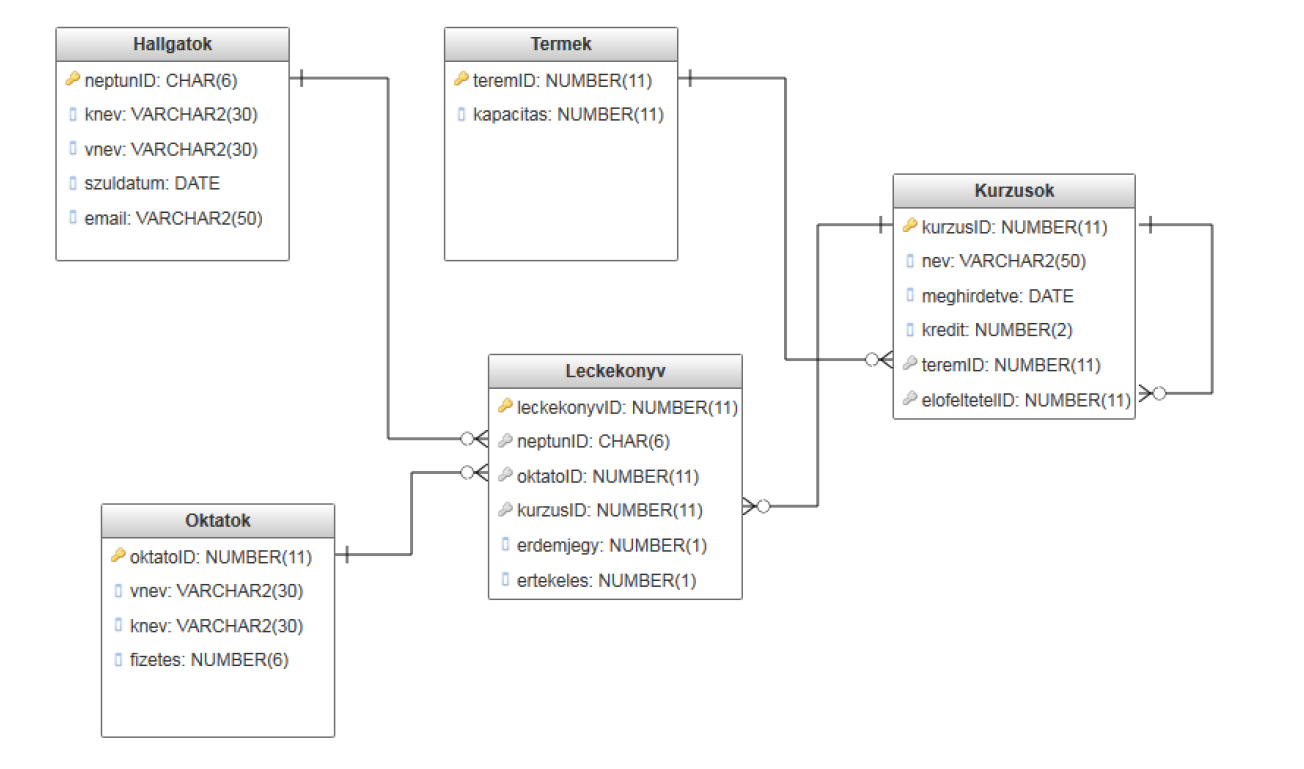 Hallgatok
neptunID: CHAR(6)
knev: VARCHAR2(30)
vnev: VARCHAR2(30)
szuldatum: DATE
email: VARCHAR2(50)
Termek
teremID: NUMBER(11)
kapacitas: NUMBER(11)
Kurzusok
kurzusID: NUMBER(11)
nev: VARCHAR2(50)
meghirdetve: DATE
kredit: NUMBER(2)
teremID: NUMBER(11)
elofeltetelID: NUMBER(11)
Leckekonyv
leckekonyvID: NUMBER(11)
neptunID: CHAR(6)
oktatoID: NUMBER(11)
kurzusID: NUMBER(11)
erdemjegy: NUMBER(1)
ertekeles: NUMBER(1)
Oktatok
oktatoID: NUMBER(11)
vnev: VARCHAR2(30)
knev: VARCHAR2(30)
fizetes: NUMBER(6)